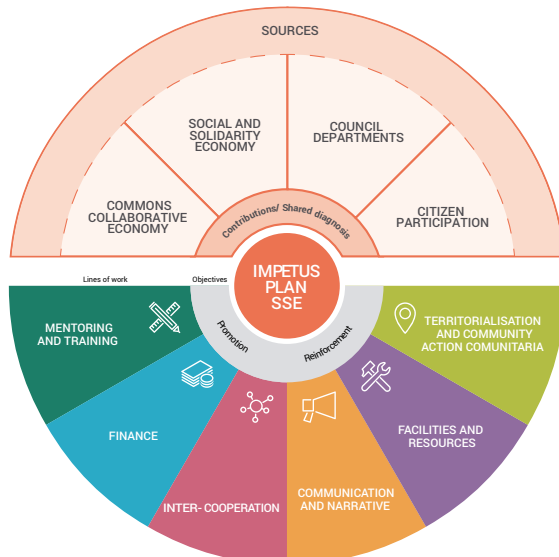 SOURCES
SOCIAL AND
SOLIDARITY
ECONOMY
COUNCIL
DEPARTMENTS
COMMONS
COLLABORATIVE
ECONOMY
CITIZEN
PARTICIPATION
Contributions/ Shared diagnosis
IMPETUS
PLAN
SSE
Lines of work
Objectives
Promotion
Reinforcement
MENTORING
AND TRAINING
TERRITORIALISATION
AND COMMUNITY
ACTION COMUNITARIA
FINANCE
FACILITIES AND
RESOURCES
INTER- COOPERATION
COMMUNICATION
AND NARRATIVE